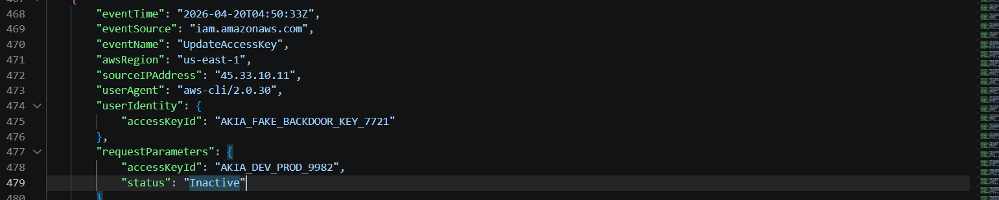 467 {
468 "eventTime": "2026-04-20T04:50:33Z",
469 "eventSource": "iam.amazonaws.com",
470 "eventName": "UpdateAccessKey",
471 "awsRegion": "us-east-1",
472 "sourceIPAddress": "45.33.10.11",
473 "userAgent": "aws-cli/2.0.30",
474 "userIdentity": {
475 "accessKeyId": "AKIA_FAKE_BACKDOOR_KEY_7721"
476 },
477 "requestParameters": {
478 "accessKeyId": "AKIA_DEV_PROD_9982",
479 "status": "Inactive"
480 }